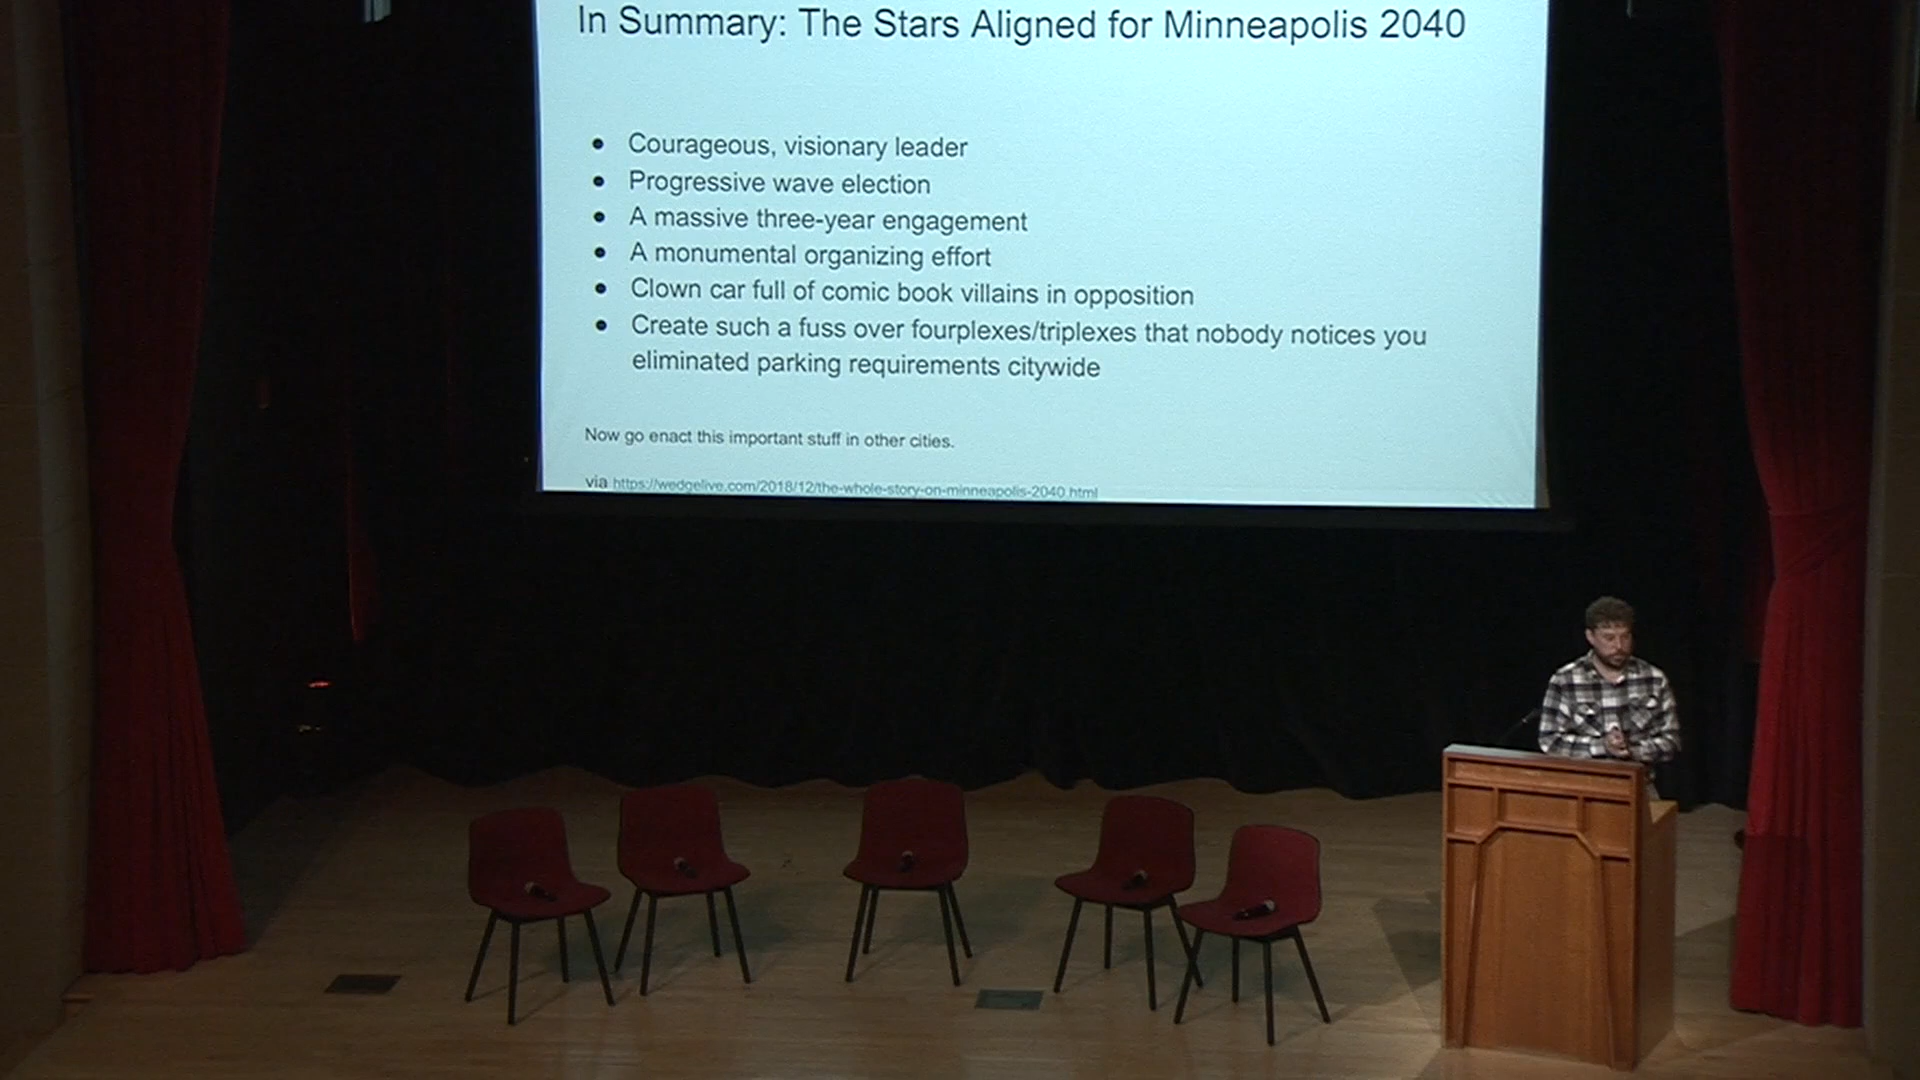 In Summary: The Stars Aligned for Minneapolis 2040
● Courageous, visionary leader
● Progressive wave election
● A massive three-year engagement
● A monumental organizing effort
● Clown car full of comic book villains in opposition
● Create such a fuss over fourplexes/triplexes that nobody notices you
eliminated parking requirements citywide
Now go enact this important stuff in other cities.
via https://wedgelive.com/2018/12/the-whole-story-on-minneapolis-2040.html